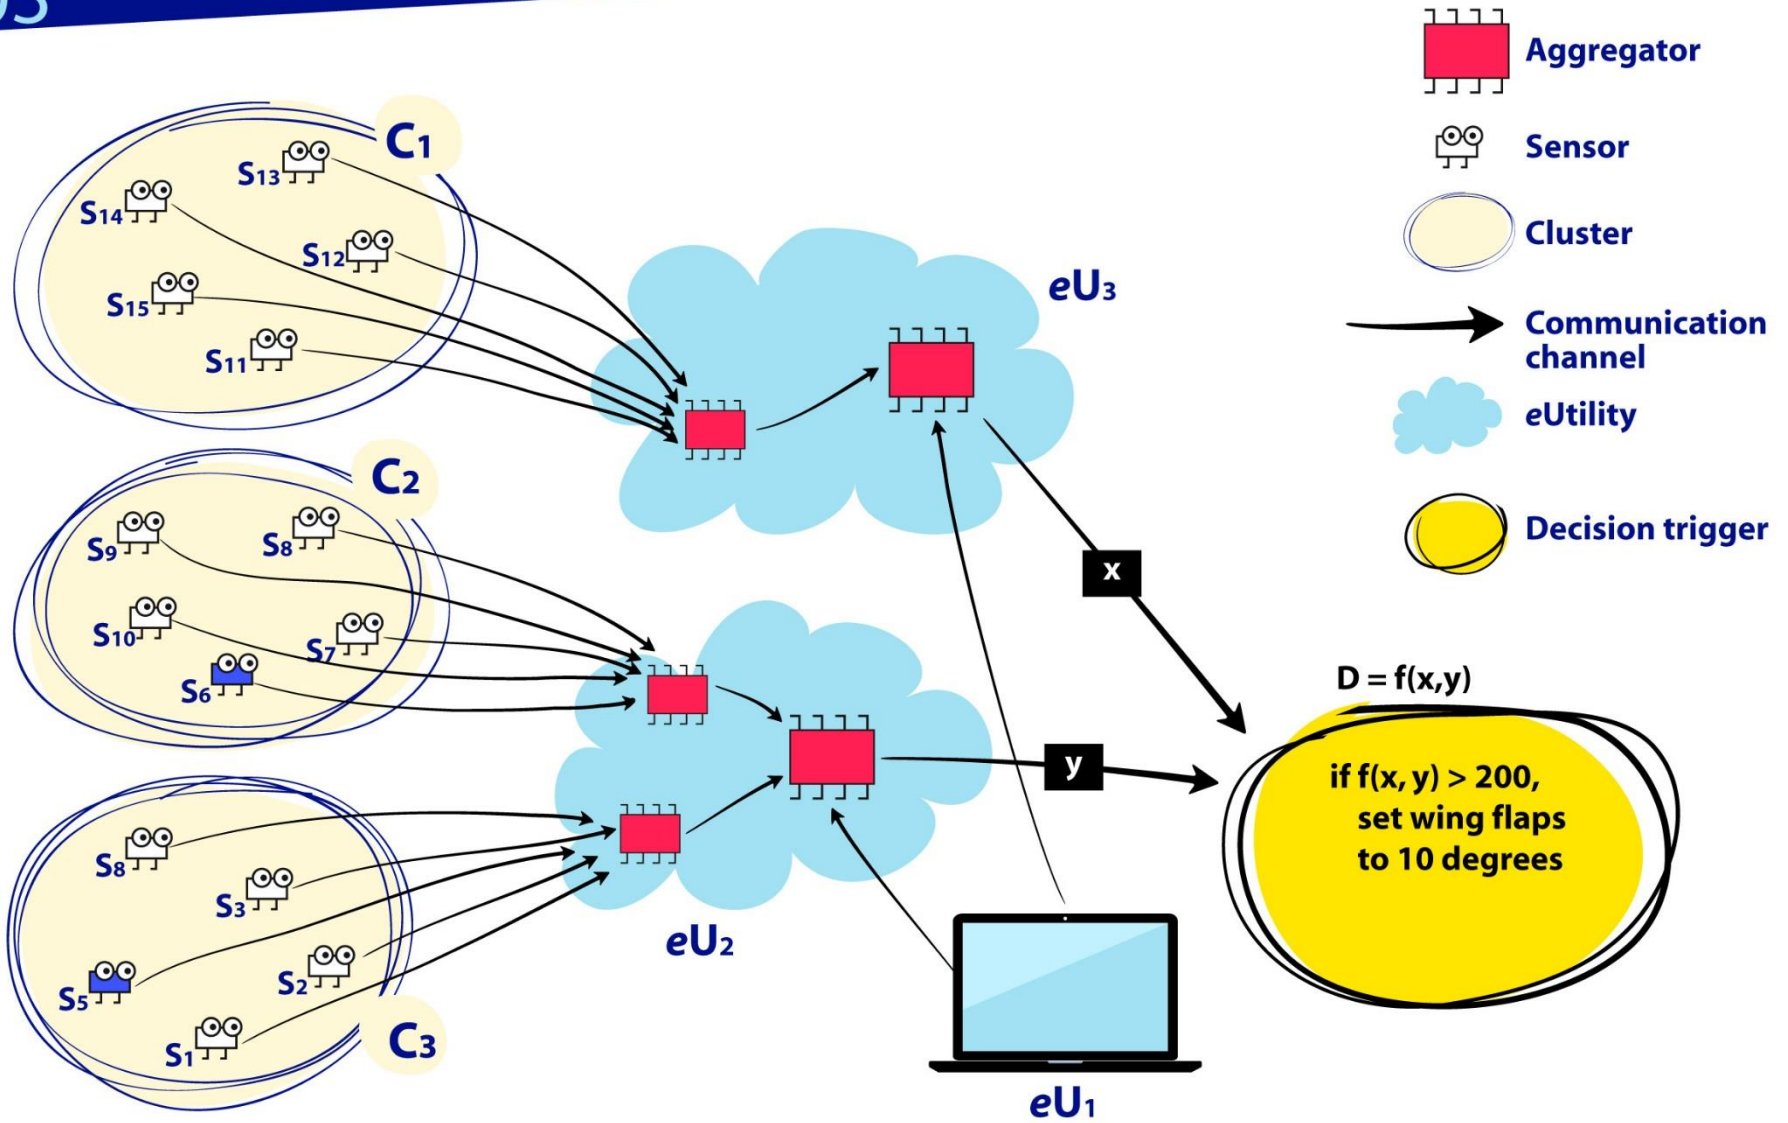 C1
S13
S14
S12
S15
S11
C2
S9
S8
S10
S7
S6
S8
S3
S5
S2
S1
C3
eU3
eU2
eU1
x
y
D = f(x,y)
if f(x, y) > 200,
set wing flaps
to 10 degrees
Aggregator
Sensor
Cluster
Communication
channel
eUtility
Decision trigger